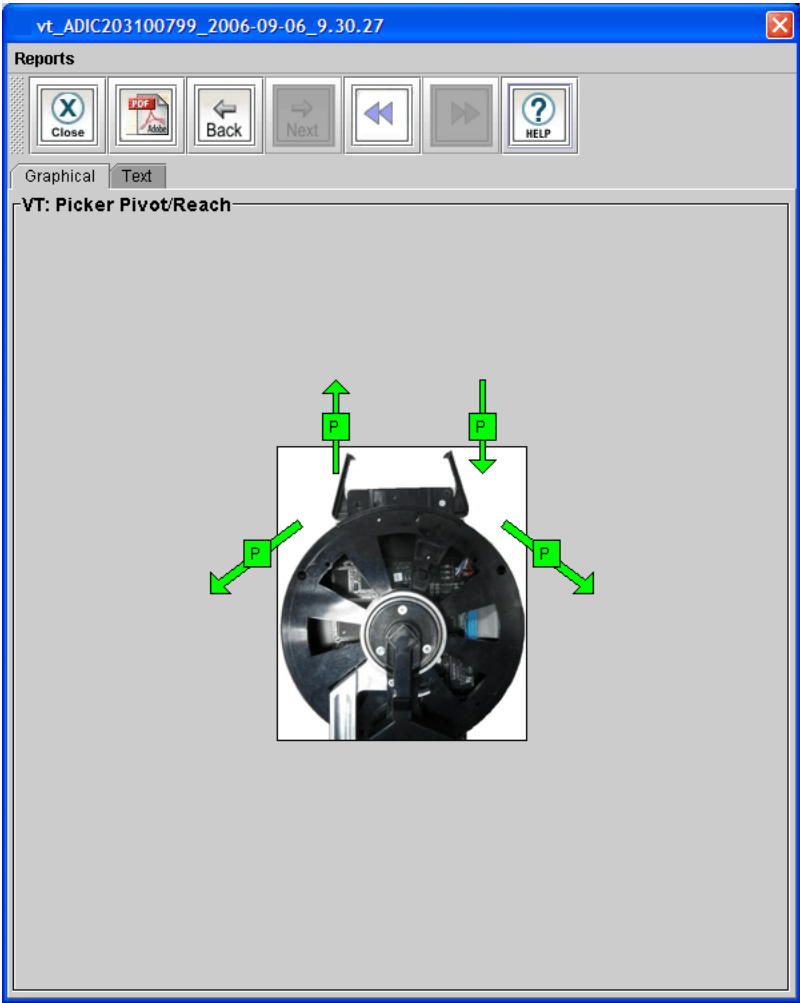 vt_ADIC203100799_2006-09-06_9.30.27
Reports
X
Close
PDF
Adobe
Back
Next
?
HELP
Graphical
Text
VT: Picker Pivot/Reach
P
P
P
P